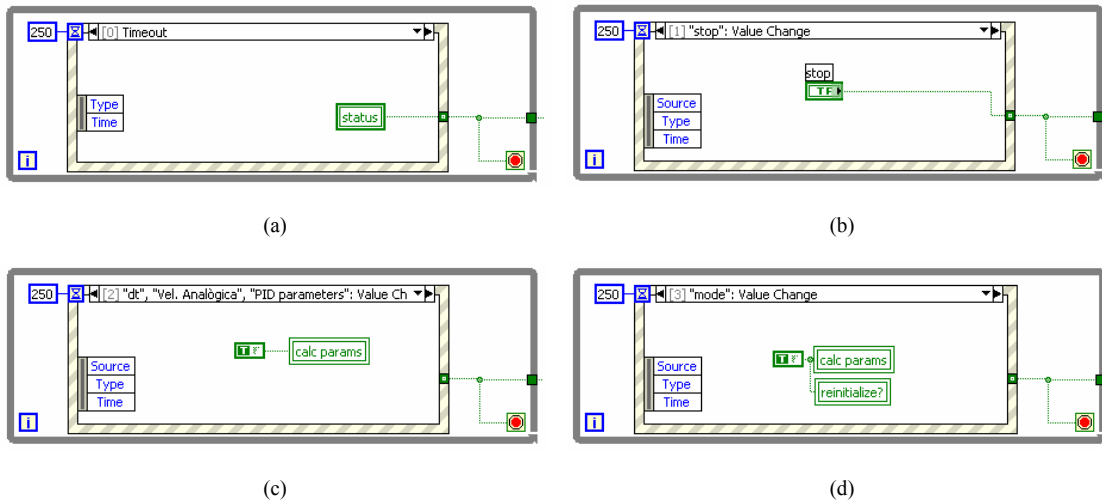 250 [0] Timeout
Type
Time
status
i
(a)
250 [1] "stop": Value Change
stop
TF
Source
Type
Time
i
(b)
250 [2] "dt", "Vel. Analògica", "PID parameters": Value Ch
T F calc params
Source
Type
Time
i
(c)
250 [3] "mode": Value Change
T F calc params
reinitialize?
Source
Type
Time
i
(d)